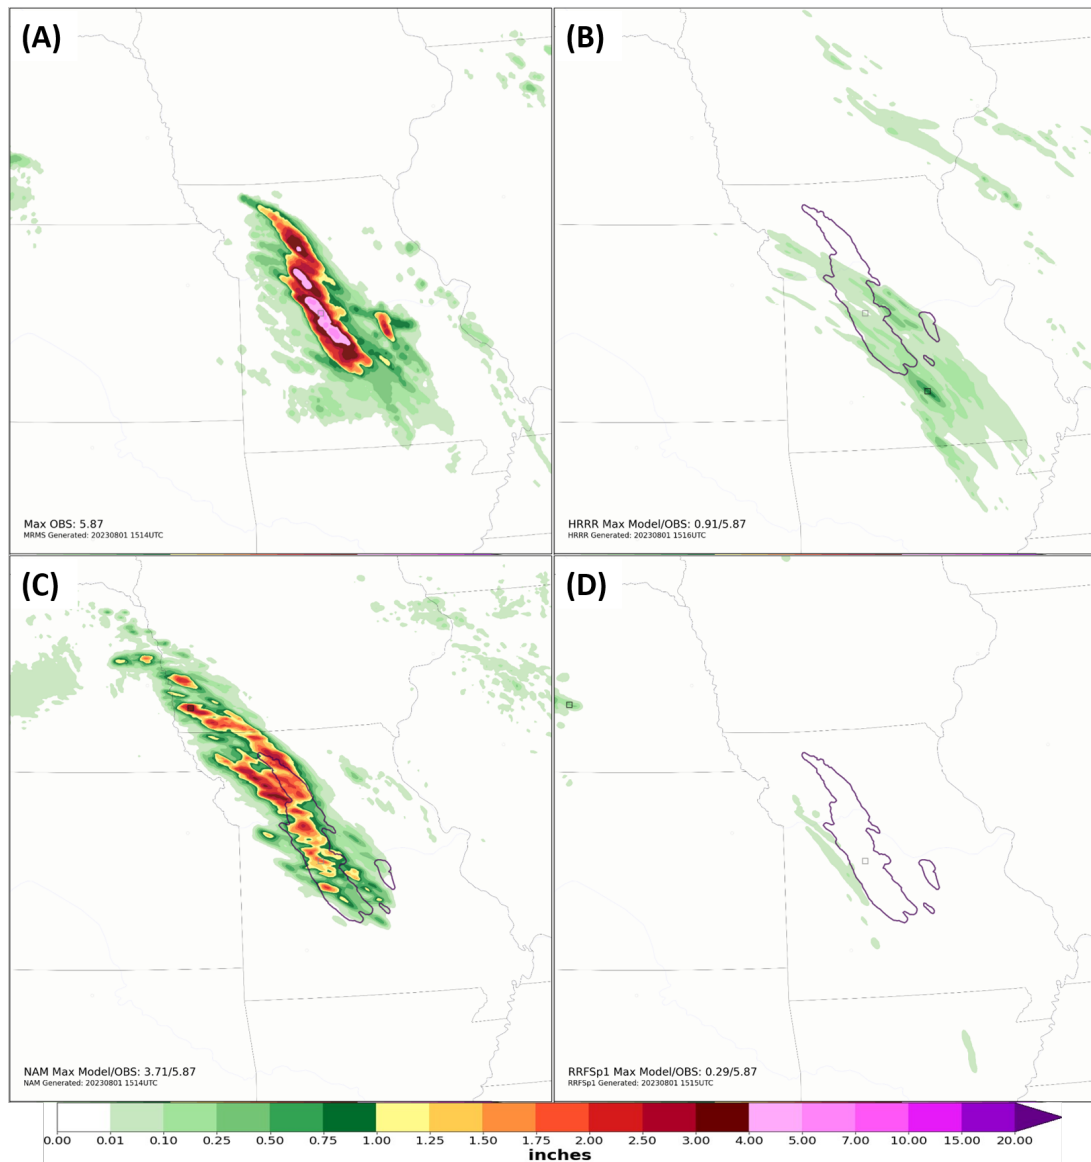 (A)
(B)
Max OBS: 5.87
MRMS Generated: 20230801 1514UTC
HRRR Max Model/OBS: 0.91/5.87
HRRR Generated: 20230801 1516UTC
(C)
(D)
NAM Max Model/OBS: 3.71/5.87
NAM Generated: 20230801 1514UTC
RRFSp1 Max Model/OBS: 0.29/5.87
RRFSp1 Generated: 20230801 1515UTC
0.00 0.01 0.10 0.25 0.50 0.75 1.00 1.25 1.50 1.75 2.00 2.50 3.00 4.00 5.00 7.00 10.00 15.00 20.00
inches